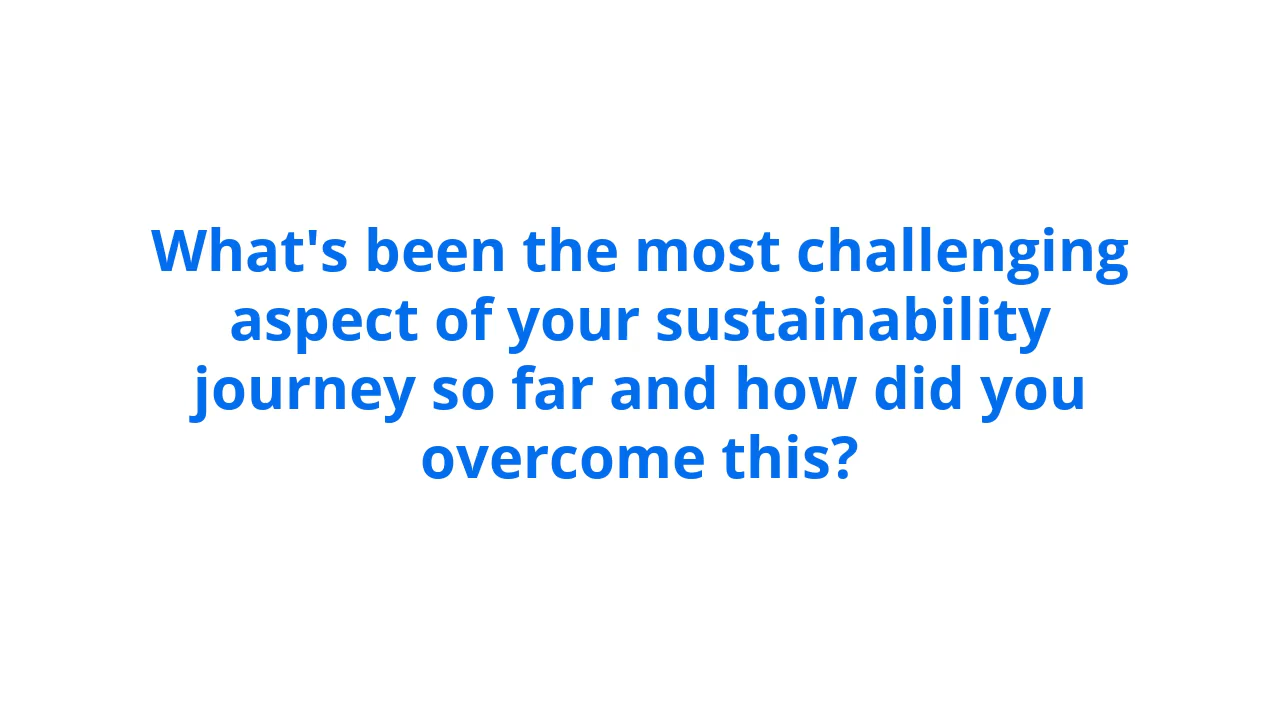 What's been the most challenging
aspect of your sustainability
journey so far and how did you
overcome this?